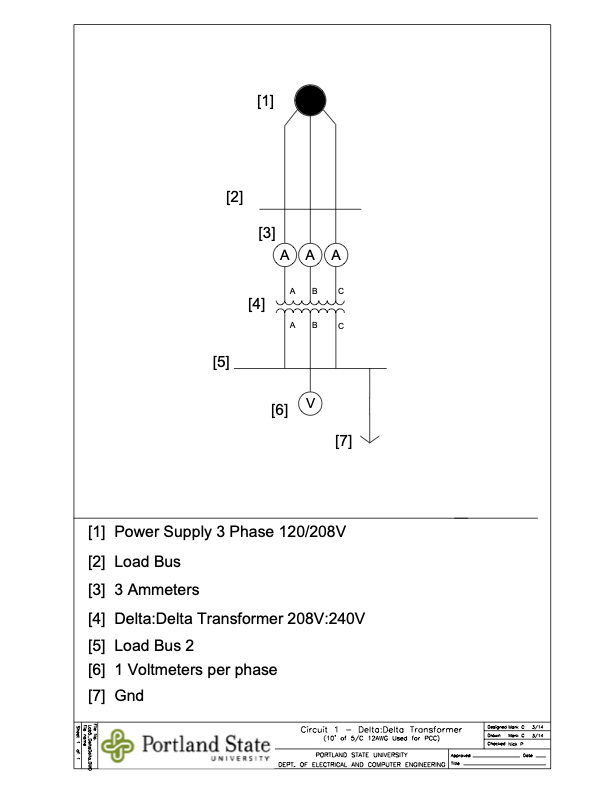 [1]
[2]
[3]
A A A
A B C
[4]
A B C
[5]
[6]
V
[7]
[1] Power Supply 3 Phase 120/208V
[2] Load Bus
[3] 3 Ammeters
[4] Delta:Delta Transformer 208V:240V
[5] Load Bus 2
[6] 1 Voltmeters per phase
[7] Gnd
Sheet 1 of 1
File name
File No.
Portland State
UNIVERSITY
Circuit 1 - Delta:Delta Transformer
(10' of 5/C 12AWG Used for PCC)
PORTLAND STATE UNIVERSITY
DEPT. OF ELECTRICAL AND COMPUTER ENGINEERING
Designed Mark C 3/14
Drawn Mark C 3/14
Checked Nick P
Approved Date
Title